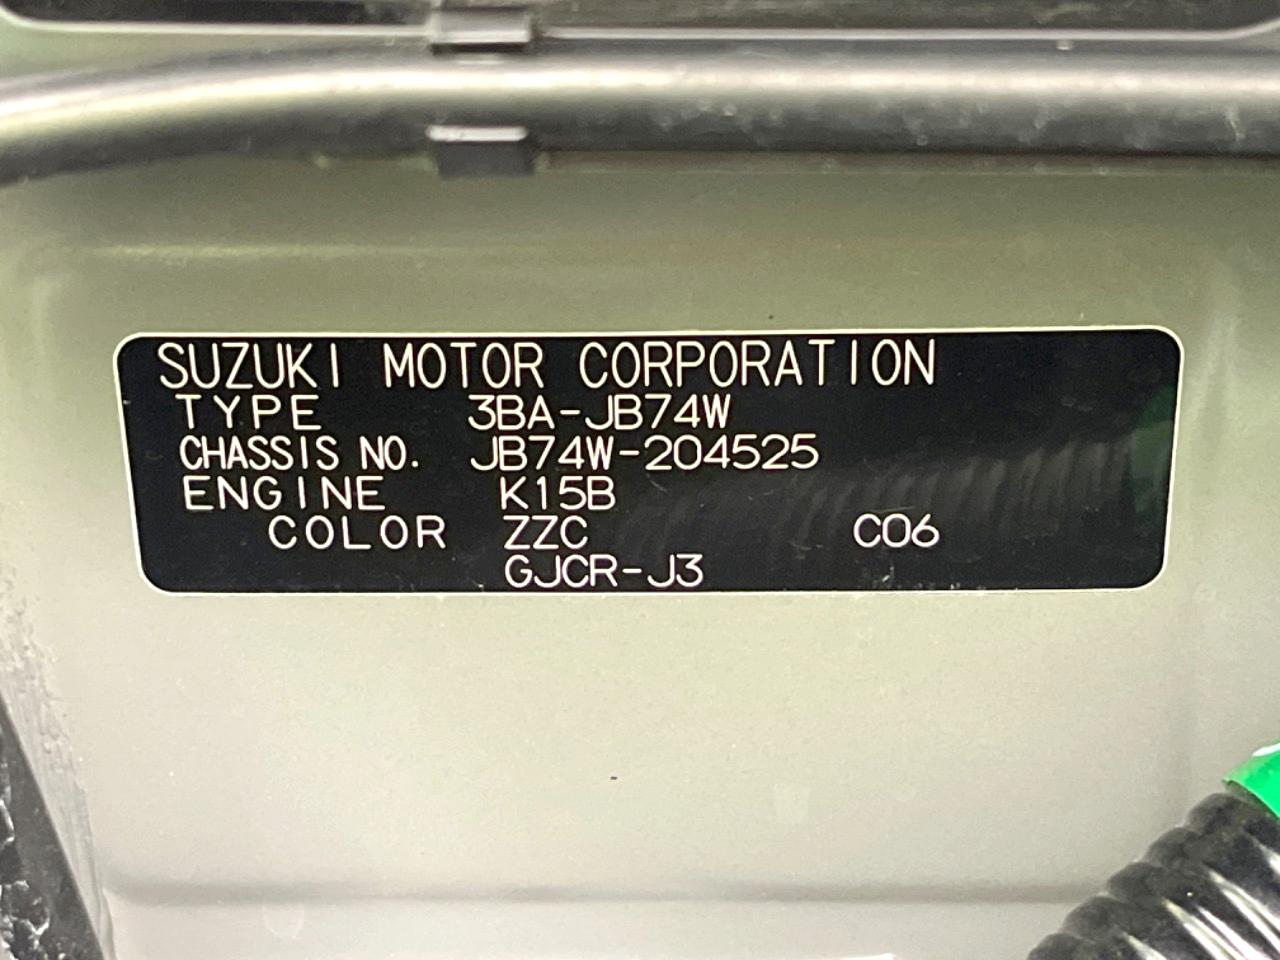 SUZUKI MOTOR CORPORATION
TYPE 3BA-JB74W
CHASSIS NO. JB74W-204525
ENGINE K15B
COLOR ZZC C06
GJCR-J3